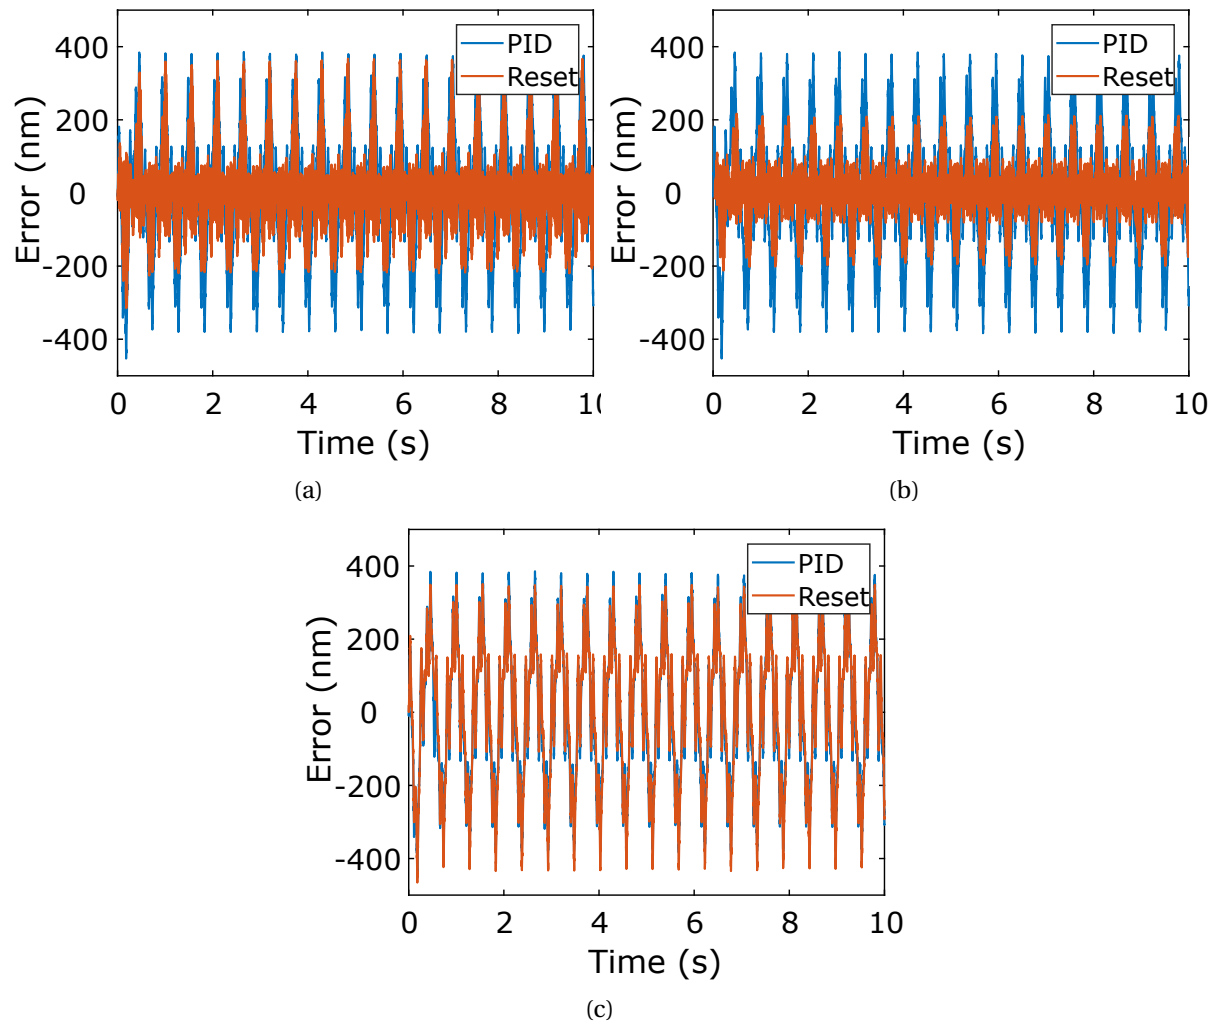 400
200
0
-200
-400
Error (nm)
PID
Reset
0 2 4 6 8 10
Time (s)
(a)
400
200
0
-200
-400
Error (nm)
PID
Reset
0 2 4 6 8 10
Time (s)
(b)
400
200
0
-200
-400
Error (nm)
PID
Reset
0 2 4 6 8 10
Time (s)
(c)